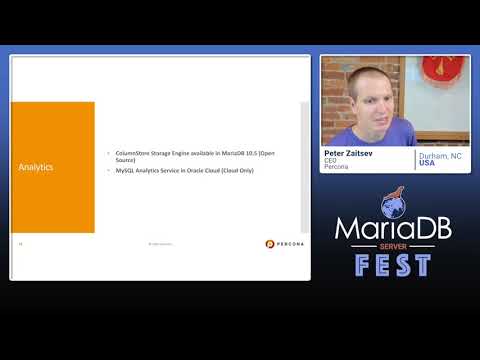 Analytics
• ColumnStore Storage Engine available in MariaDB 10.5 (Open
Source)
• MySQL Analytics Service in Oracle Cloud (Cloud Only)
PERCONA
Peter Zaitsev
CEO
Percona
Durham, NC
USA
MariaDB
SERVER
FEST